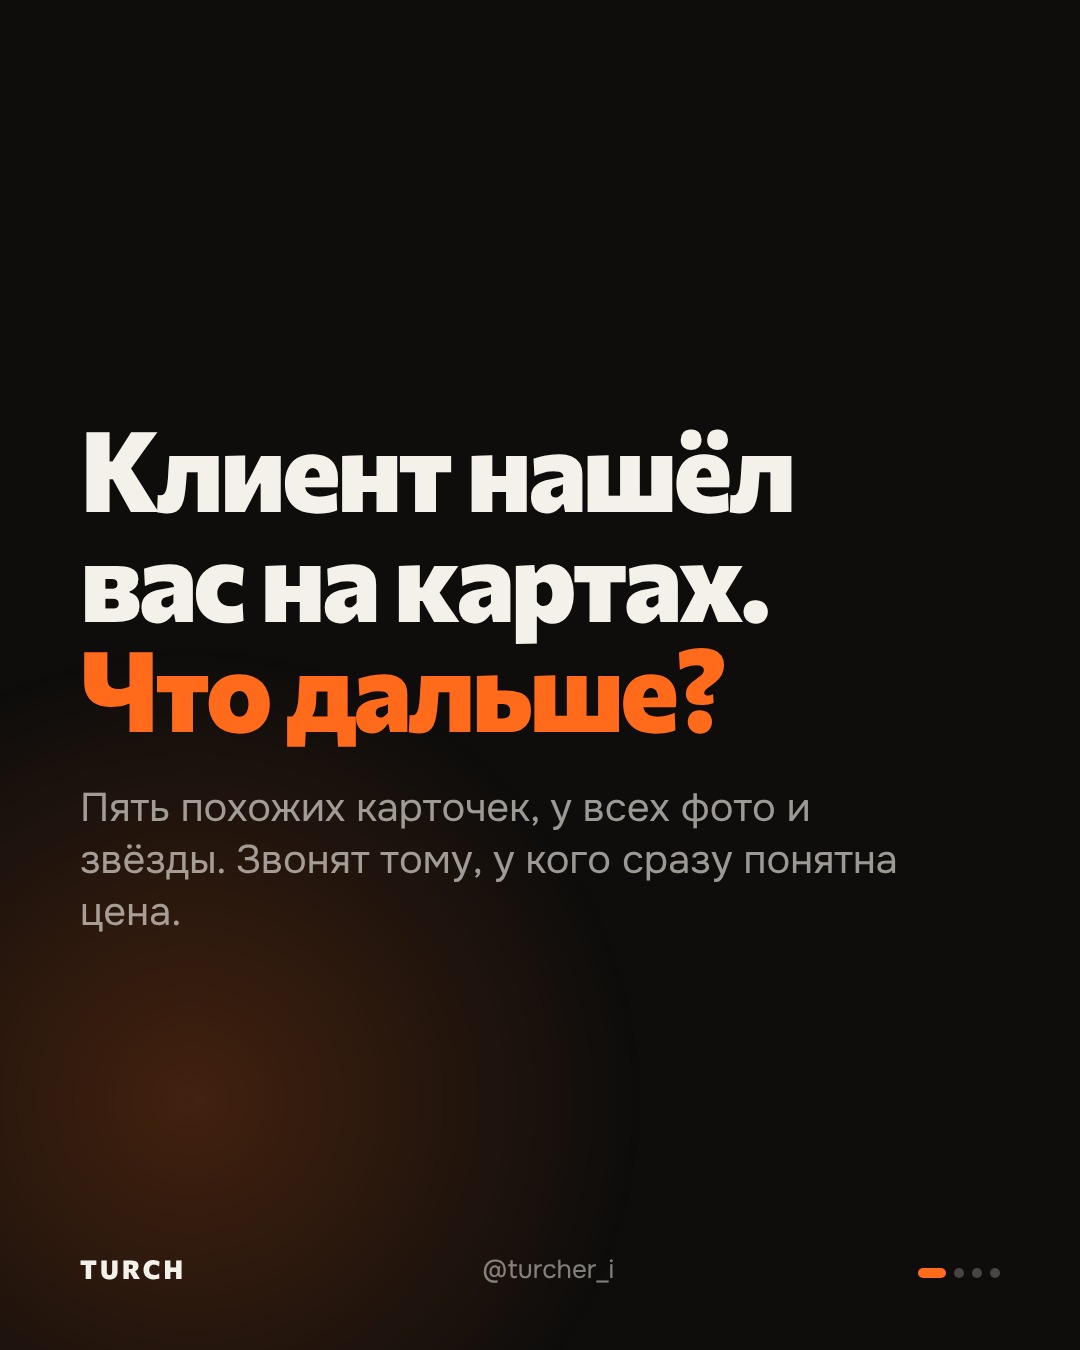 Клиент нашёл
вас на картах.
Что дальше?
Пять похожих карточек, у всех фото и
звёзды. Звонят тому, у кого сразу понятна
цена.
TURCH
@turcher_i